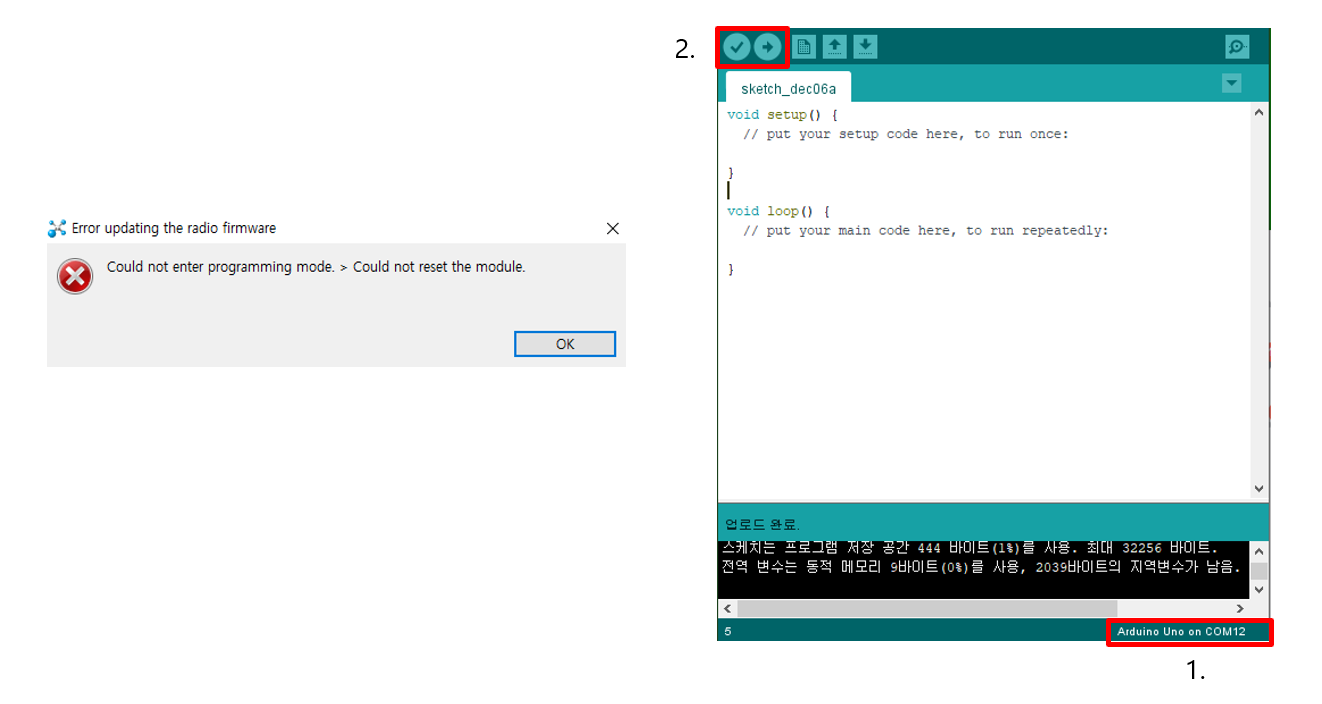 Error updating the radio firmware
Could not enter programming mode. > Could not reset the module.
OK
2.
sketch_dec06a
void setup() {
// put your setup code here, to run once:
}
void loop() {
// put your main code here, to run repeatedly:
}
업로드 완료.
스케치는 프로그램 저장 공간 444 바이트(1%)를 사용. 최대 32256 바이트.
전역 변수는 동적 메모리 9바이트(0%)를 사용, 2039바이트의 지역변수가 남음.
5
Arduino Uno on COM12
1.